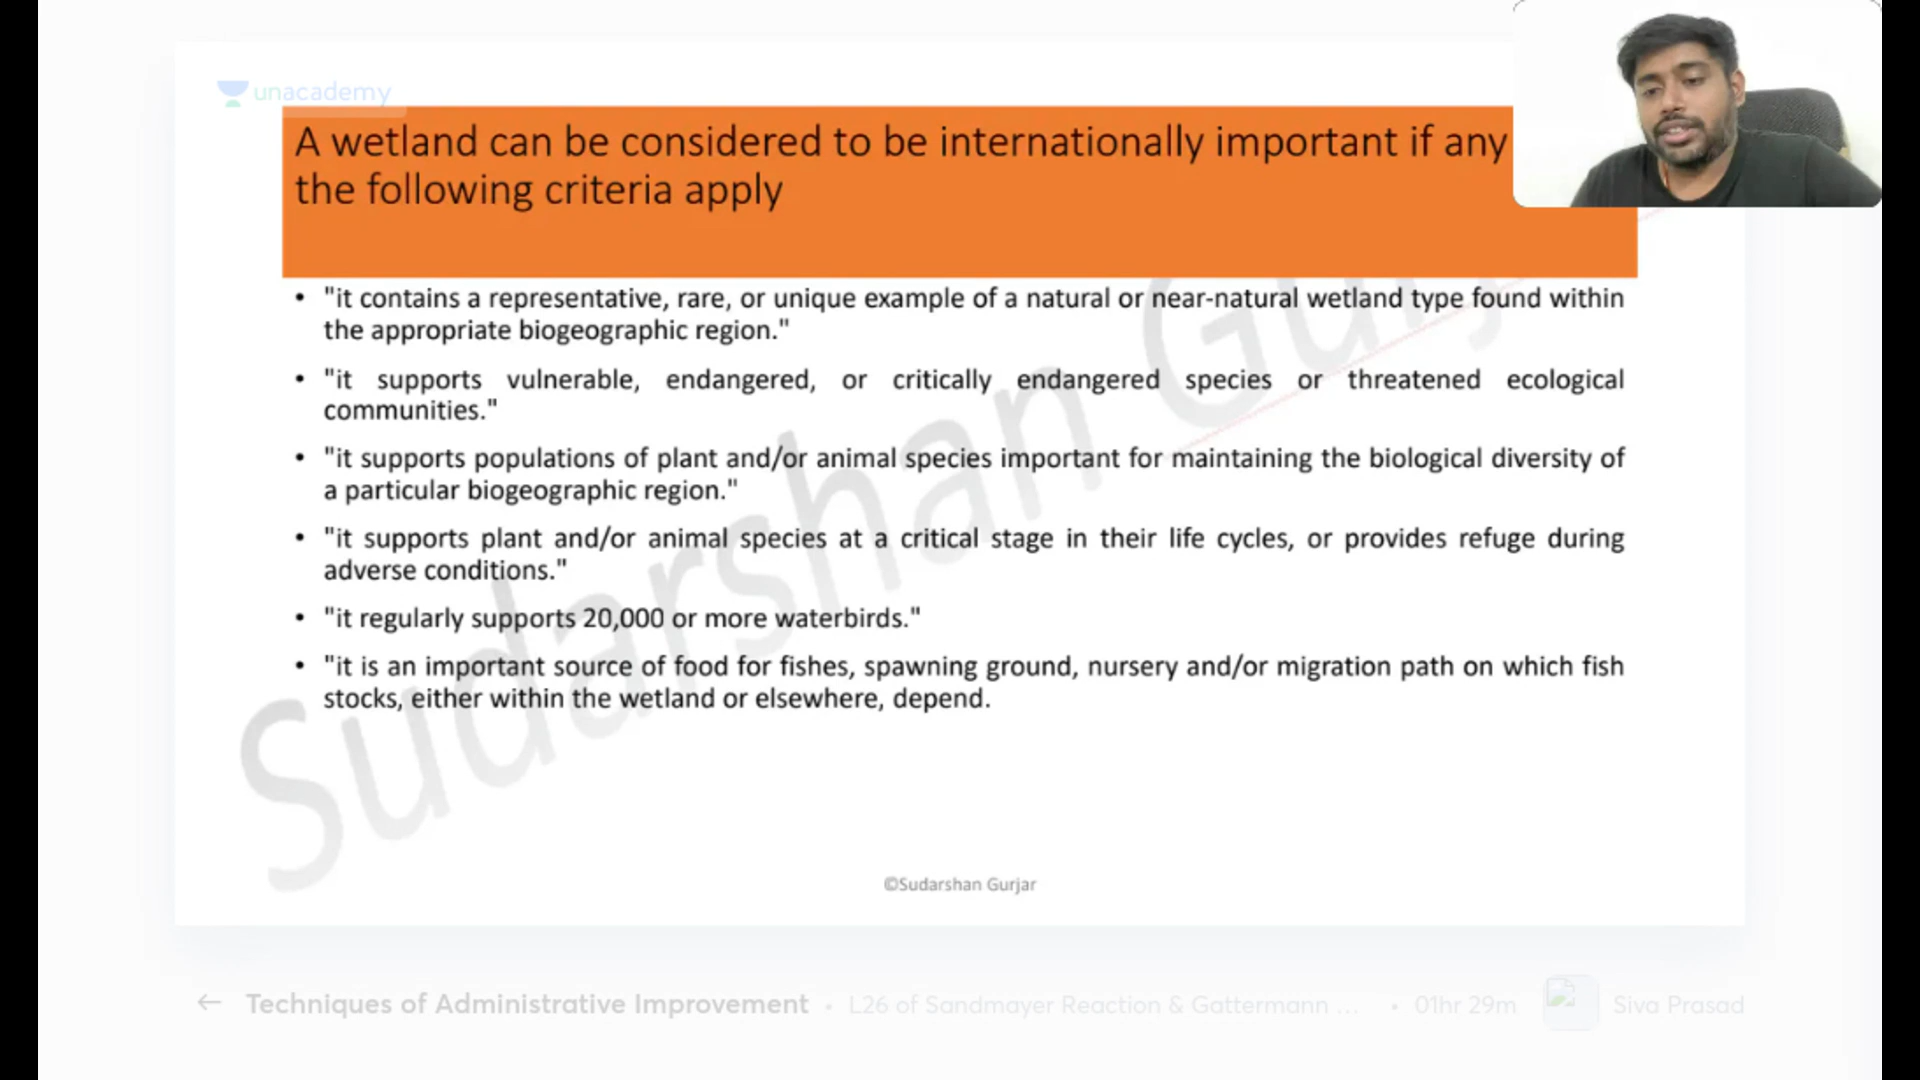 unacademy
A wetland can be considered to be internationally important if any
the following criteria apply
• "it contains a representative, rare, or unique example of a natural or near-natural wetland type found within
the appropriate biogeographic region."
• "it supports vulnerable, endangered, or critically endangered species or threatened ecological
communities."
• "it supports populations of plant and/or animal species important for maintaining the biological diversity of
a particular biogeographic region."
• "it supports plant and/or animal species at a critical stage in their life cycles, or provides refuge during
adverse conditions."
• "it regularly supports 20,000 or more waterbirds."
• "it is an important source of food for fishes, spawning ground, nursery and/or migration path on which fish
stocks, either within the wetland or elsewhere, depend.
Sudarshan Gurjar
©Sudarshan Gurjar
Techniques of Administrative Improvement • L26 of Sandmayer Reaction & Gattermann ... • 01hr 29m Siva Prasad